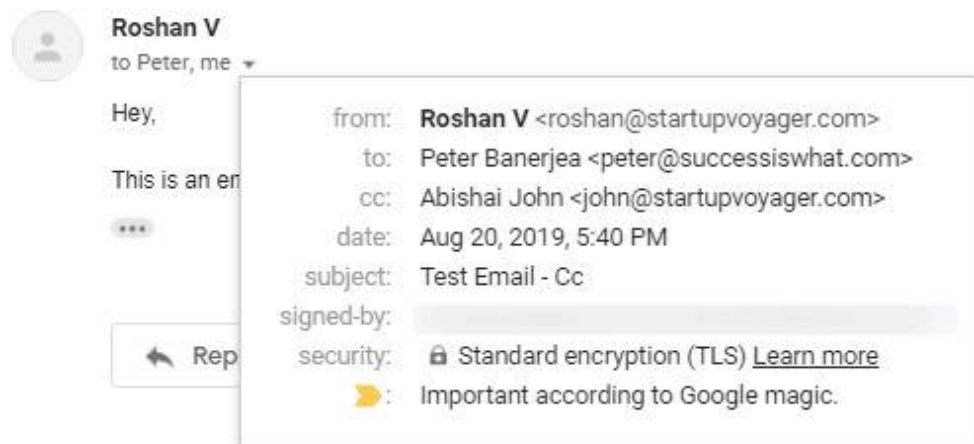 Roshan V
to Peter, me
Hey,
This is an em
Rep
from: Roshan V <roshan@startupvoyager.com>
to: Peter Banerjea <peter@successiswhat.com>
cc: Abishai John <john@startupvoyager.com>
date: Aug 20, 2019, 5:40 PM
subject: Test Email - Cc
signed-by:
security: Standard encryption (TLS) Learn more
: Important according to Google magic.